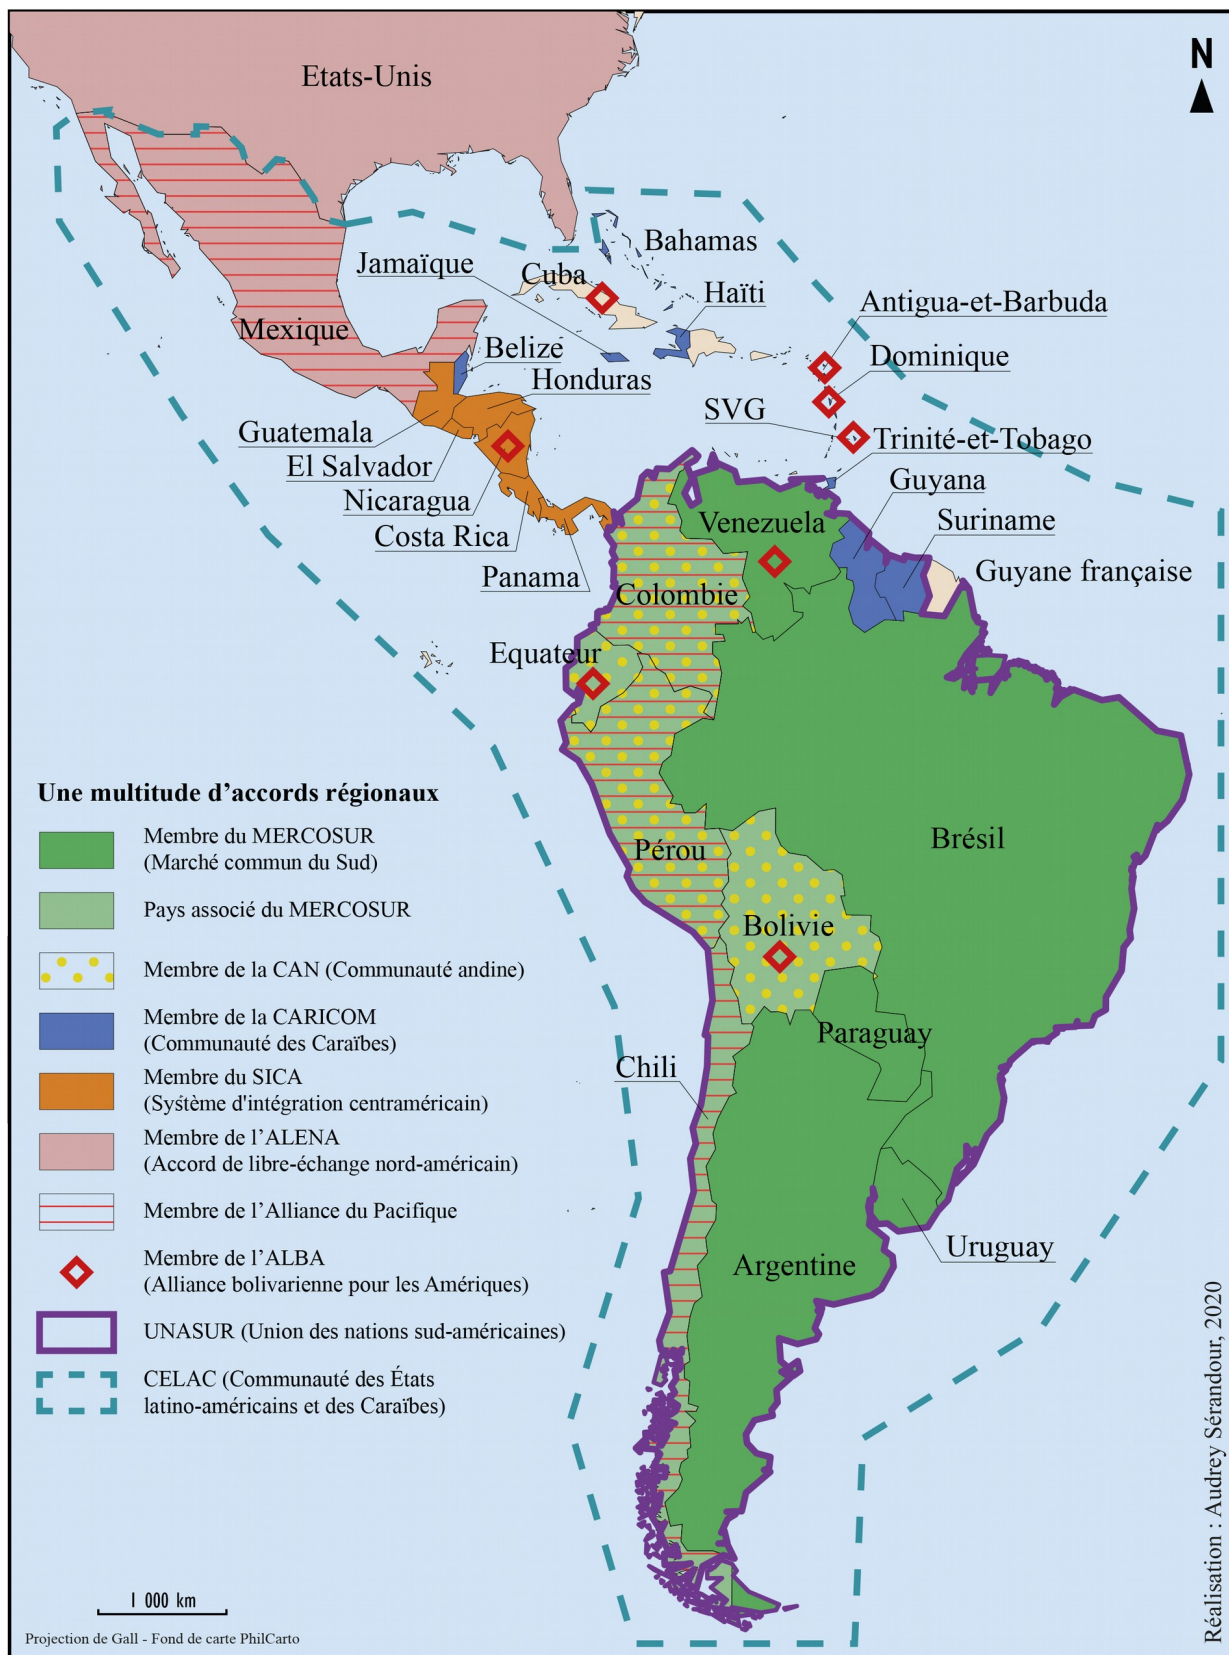 N
Etats-Unis
Bahamas
Jamaïque
Cuba
Haïti
Antigua-et-Barbuda
Mexique
Belize
Dominique
Honduras
SVG
Guatemala
Trinité-et-Tobago
El Salvador
Guyana
Nicaragua
Venezuela
Suriname
Costa Rica
Panama
Guyane française
Colombie
Equateur
Une multitude d’accords régionaux
Membre du MERCOSUR
(Marché commun du Sud)
Pays associé du MERCOSUR
Membre de la CAN (Communauté andine)
Membre de la CARICOM
(Communauté des Caraïbes)
Membre du SICA
(Système d'intégration centraméricain)
Membre de l’ALENA
(Accord de libre-échange nord-américain)
Membre de l’Alliance du Pacifique
Membre de l’ALBA
(Alliance bolivarienne pour les Amériques)
UNASUR (Union des nations sud-américaines)
CELAC (Communauté des États
latino-américains et des Caraïbes)
Brésil
Pérou
Bolivie
Paraguay
Chili
Uruguay
Argentine
1 000 km
Projection de Gall - Fond de carte PhilCarto
Réalisation : Audrey Sérandour, 2020